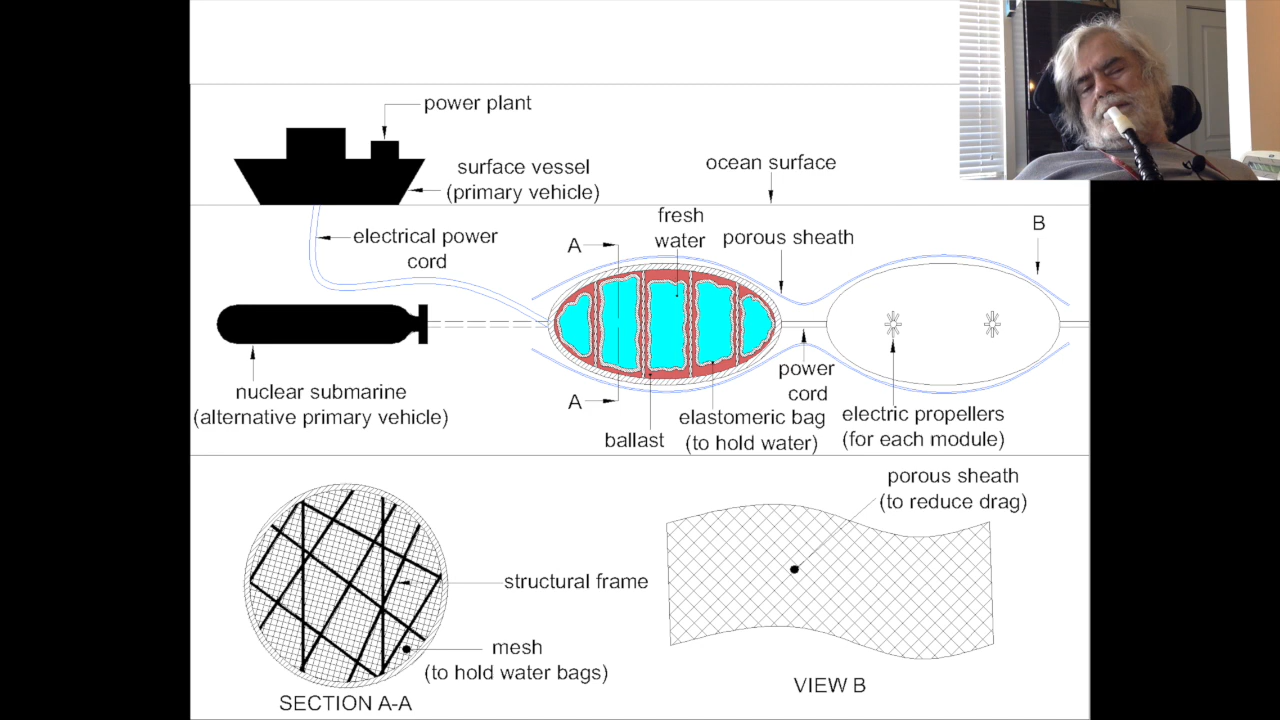 power plant
surface vessel
(primary vehicle)
ocean surface
electrical power
cord
A
fresh
water
porous sheath
B
nuclear submarine
(alternative primary vehicle)
A
ballast
elastomeric bag
(to hold water)
power
cord
electric propellers
(for each module)
porous sheath
(to reduce drag)
structural frame
mesh
(to hold water bags)
SECTION A-A
VIEW B